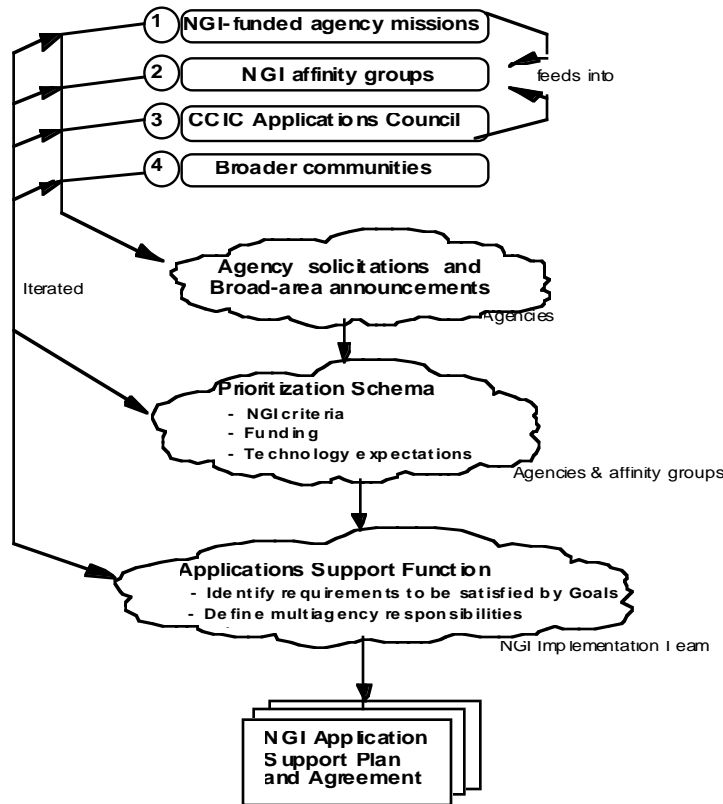 1 NGI-funded agency missions
2 NGI affinity groups
feeds into
3 CCIC Applications Council
4 Broader communities
Agency solicitations and
Broad-area announcements
Iterated
Agencies
Prioritization Schema
- NGI criteria
- Funding
- Technology expectations
Agencies & affinity groups
Applications Support Function
- Identify requirements to be satisfied by Goals
- Define multiagency responsibilities
NGI Implementation Team
NGI Application
Support Plan
and Agreement